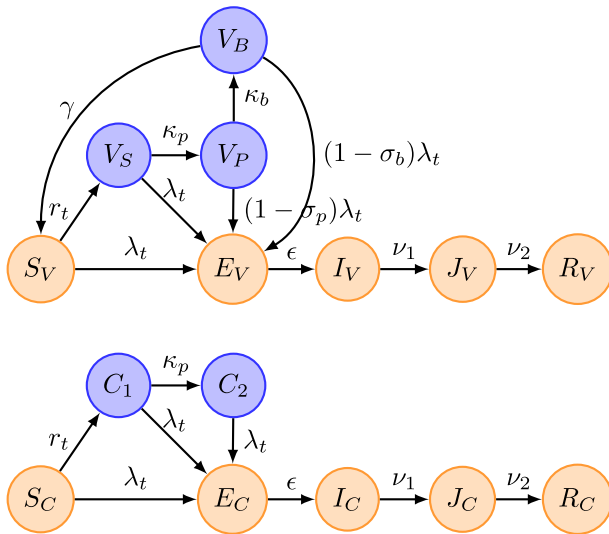 V_B
γ
κ_b
κ_p
V_S
V_P
(1 − σ_b)λ_t
λ_t
r_t
(1 − σ_p)λ_t
λ_t
ϵ
ν_1
ν_2
S_V
E_V
I_V
J_V
R_V
κ_p
C_1
C_2
λ_t
r_t
λ_t
λ_t
ϵ
ν_1
ν_2
S_C
E_C
I_C
J_C
R_C